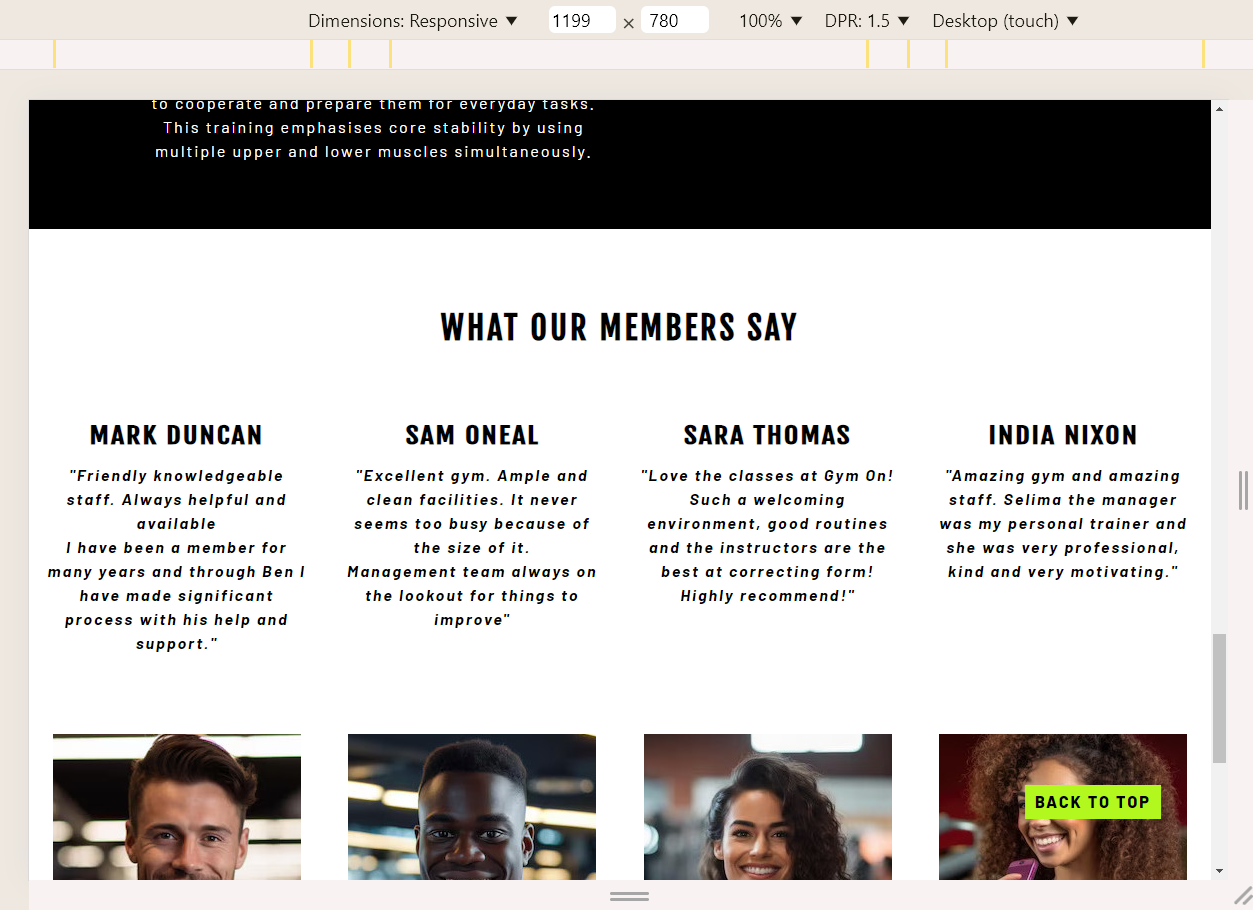 Dimensions: Responsive ▼ 1199 × 780 100% ▼ DPR: 1.5 ▼ Desktop (touch) ▼
to cooperate and prepare them for everyday tasks.
This training emphasises core stability by using
multiple upper and lower muscles simultaneously.
WHAT OUR MEMBERS SAY
MARK DUNCAN
"Friendly knowledgeable
staff. Always helpful and
available
I have been a member for
many years and through Ben I
have made significant
process with his help and
support."
SAM ONEAL
"Excellent gym. Ample and
clean facilities. It never
seems too busy because of
the size of it.
Management team always on
the lookout for things to
improve"
SARA THOMAS
"Love the classes at Gym On!
Such a welcoming
environment, good routines
and the instructors are the
best at correcting form!
Highly recommend!"
INDIA NIXON
"Amazing gym and amazing
staff. Selima the manager
was my personal trainer and
she was very professional,
kind and very motivating."
BACK TO TOP